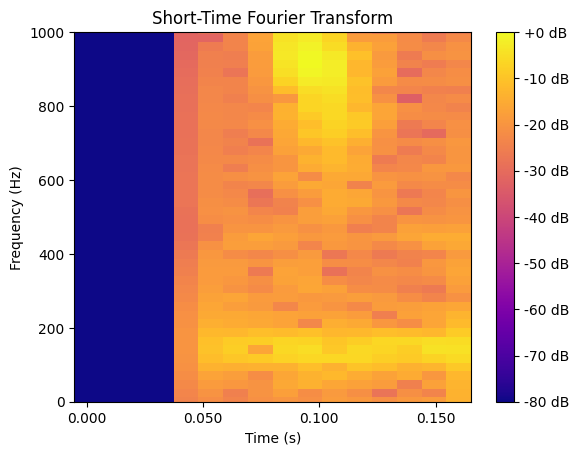 Short-Time Fourier Transform
1000
800
600
400
200
0
Frequency (Hz)
0.000
0.050
0.100
0.150
Time (s)
+0 dB
-10 dB
-20 dB
-30 dB
-40 dB
-50 dB
-60 dB
-70 dB
-80 dB